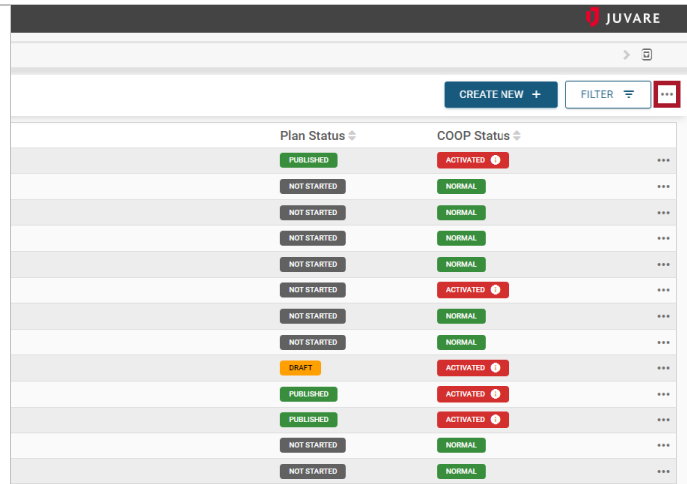 JUVARE
CREATE NEW +
FILTER
Plan Status COOP Status
PUBLISHED ACTIVATED
NOT STARTED NORMAL
NOT STARTED NORMAL
NOT STARTED NORMAL
NOT STARTED NORMAL
NOT STARTED ACTIVATED
NOT STARTED NORMAL
NOT STARTED NORMAL
DRAFT ACTIVATED
PUBLISHED ACTIVATED
PUBLISHED ACTIVATED
NOT STARTED NORMAL
NOT STARTED NORMAL